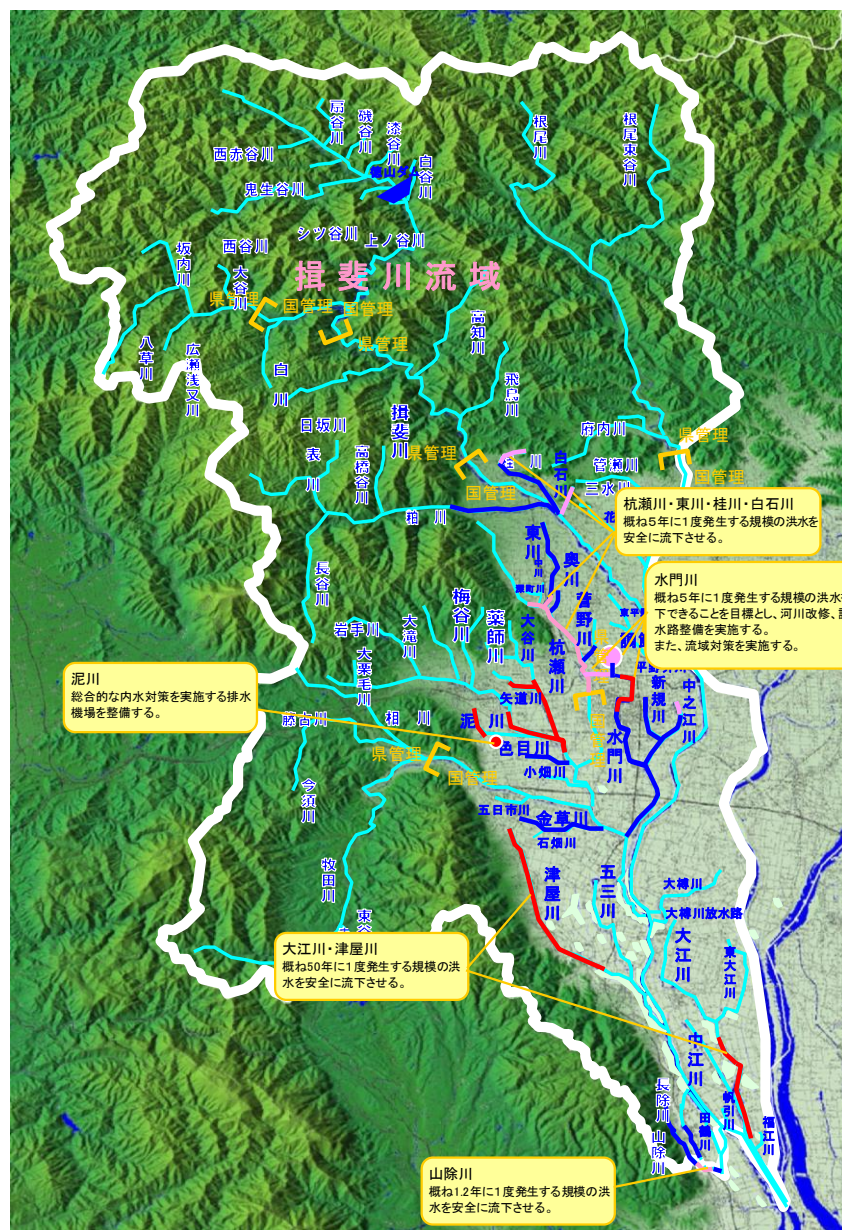 扇谷川
磯谷川
漆谷川
白谷川
根尾川
根尾東谷川
西赤谷川
鬼生谷川
シツ谷川
上ノ谷川
坂内川
西谷川
大谷川
揖斐川流域
県管理
国管理
国管理
県管理
八草川
広瀬浅又川
白川
高知川
飛鳥川
揖斐川
日坂川
表川
高橋谷川
府内川
県管理
国管理
県管理
国管理
桂川
白石川
管瀬川
三水川
花
粕川
東川
中川
奥川
杭瀬川・東川・桂川・白石川
概ね５年に１度発生する規模の洪水を
安全に流下させる。
水門川
概ね５年に１度発生する規模の洪水
下できることを目標とし、河川改修、
水路整備を実施する。
また、流域対策を実施する。
長谷川
梅谷川
薬師川
大谷川
菅野川
杭瀬川
岩手川
大滝川
大栗毛川
矢道川
新規川
中之江川
泥川
総合的な内水対策を実施する排水
機場を整備する。
藤古川
相川
泥川
色目川
水門川
小畑川
県管理
国管理
今須川
五日市川
金草川
石畑川
牧田川
津屋川
五三川
大榑川
大榑川放水路
大江川
東大江川
大江川・津屋川
概ね50年に１度発生する規模の洪
水を安全に流下させる。
中江川
長除川
山除川
田鶴川
帆引川
福江川
山除川
概ね1.2年に１度発生する規模の洪
水を安全に流下させる。